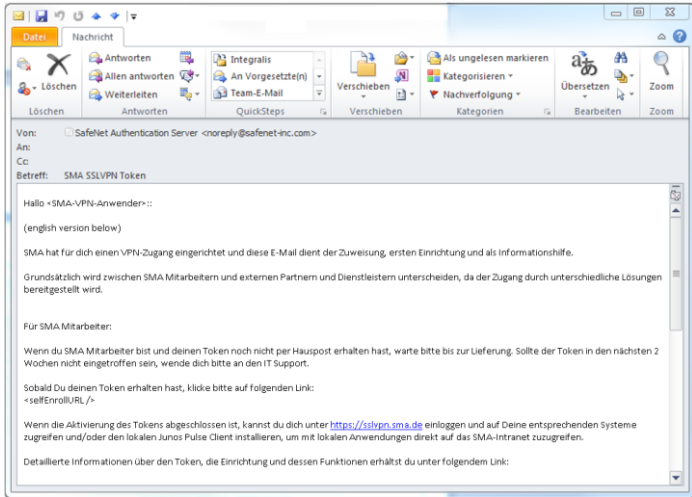 Datei
Nachricht
Löschen
Löschen
Antworten
Allen antworten
Weiterleiten
Antworten
Integralis
An Vorgesetzte(n)
Team-E-Mail
QuickSteps
Verschieben
Verschieben
Als ungelesen markieren
Kategorisieren
Nachverfolgung
Kategorien
Übersetzen
Bearbeiten
Zoom
Zoom
Von: SafeNet Authentication Server <noreply@safenet-inc.com>
An:
Cc:
Betreff: SMA SSLVPN Token
Hallo <SMA-VPN-Anwender>::
(english version below)
SMA hat für dich einen VPN-Zugang eingerichtet und diese E-Mail dient der Zuweisung, ersten Einrichtung und als Informationshilfe.
Grundsätzlich wird zwischen SMA Mitarbeitern und externen Partnern und Dienstleistern unterscheiden, da der Zugang durch unterschiedliche Lösungen
bereitgestellt wird.
Für SMA Mitarbeiter:
Wenn du SMA Mitarbeiter bist und deinen Token noch nicht per Hauspost erhalten hast, warte bitte bis zur Lieferung. Sollte der Token in den nächsten 2
Wochen nicht eingetroffen sein, wende dich bitte an den IT Support.
Sobald Du deinen Token erhalten hast, klicke bitte auf folgenden Link:
<selfEnrollURL/>
Wenn die Aktivierung des Tokens abgeschlossen ist, kannst du dich unter https://sslvpn.sma.de einloggen und auf Deine entsprechenden Systeme
zugreifen und/oder den lokalen Junos Pulse Client installieren, um mit lokalen Anwendungen direkt auf das SMA-Intranet zuzugreifen.
Detaillierte Informationen über den Token, die Einrichtung und dessen Funktionen erhältst du unter folgendem Link: